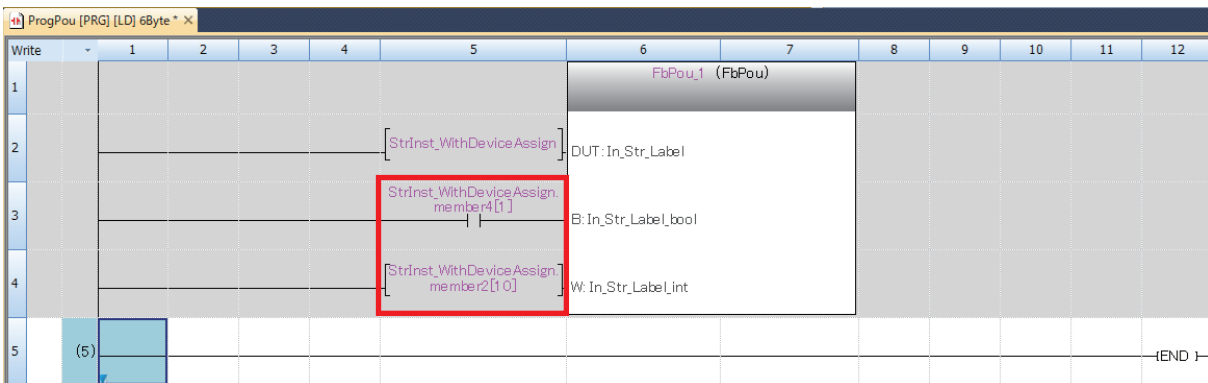 ProgPou [PRG] [LD] 6Byte *
Write 1 2 3 4 5 6 7 8 9 10 11 12
1
FbPou_1 (FbPou)
2
StrInst_WithDeviceAssign
DUT:In_Str_Label
3
StrInst_WithDeviceAssign.
member4[1]
B:In_Str_Label_bool
4
StrInst_WithDeviceAssign.
member2[10]
W:In_Str_Label_int
5 (5)
END